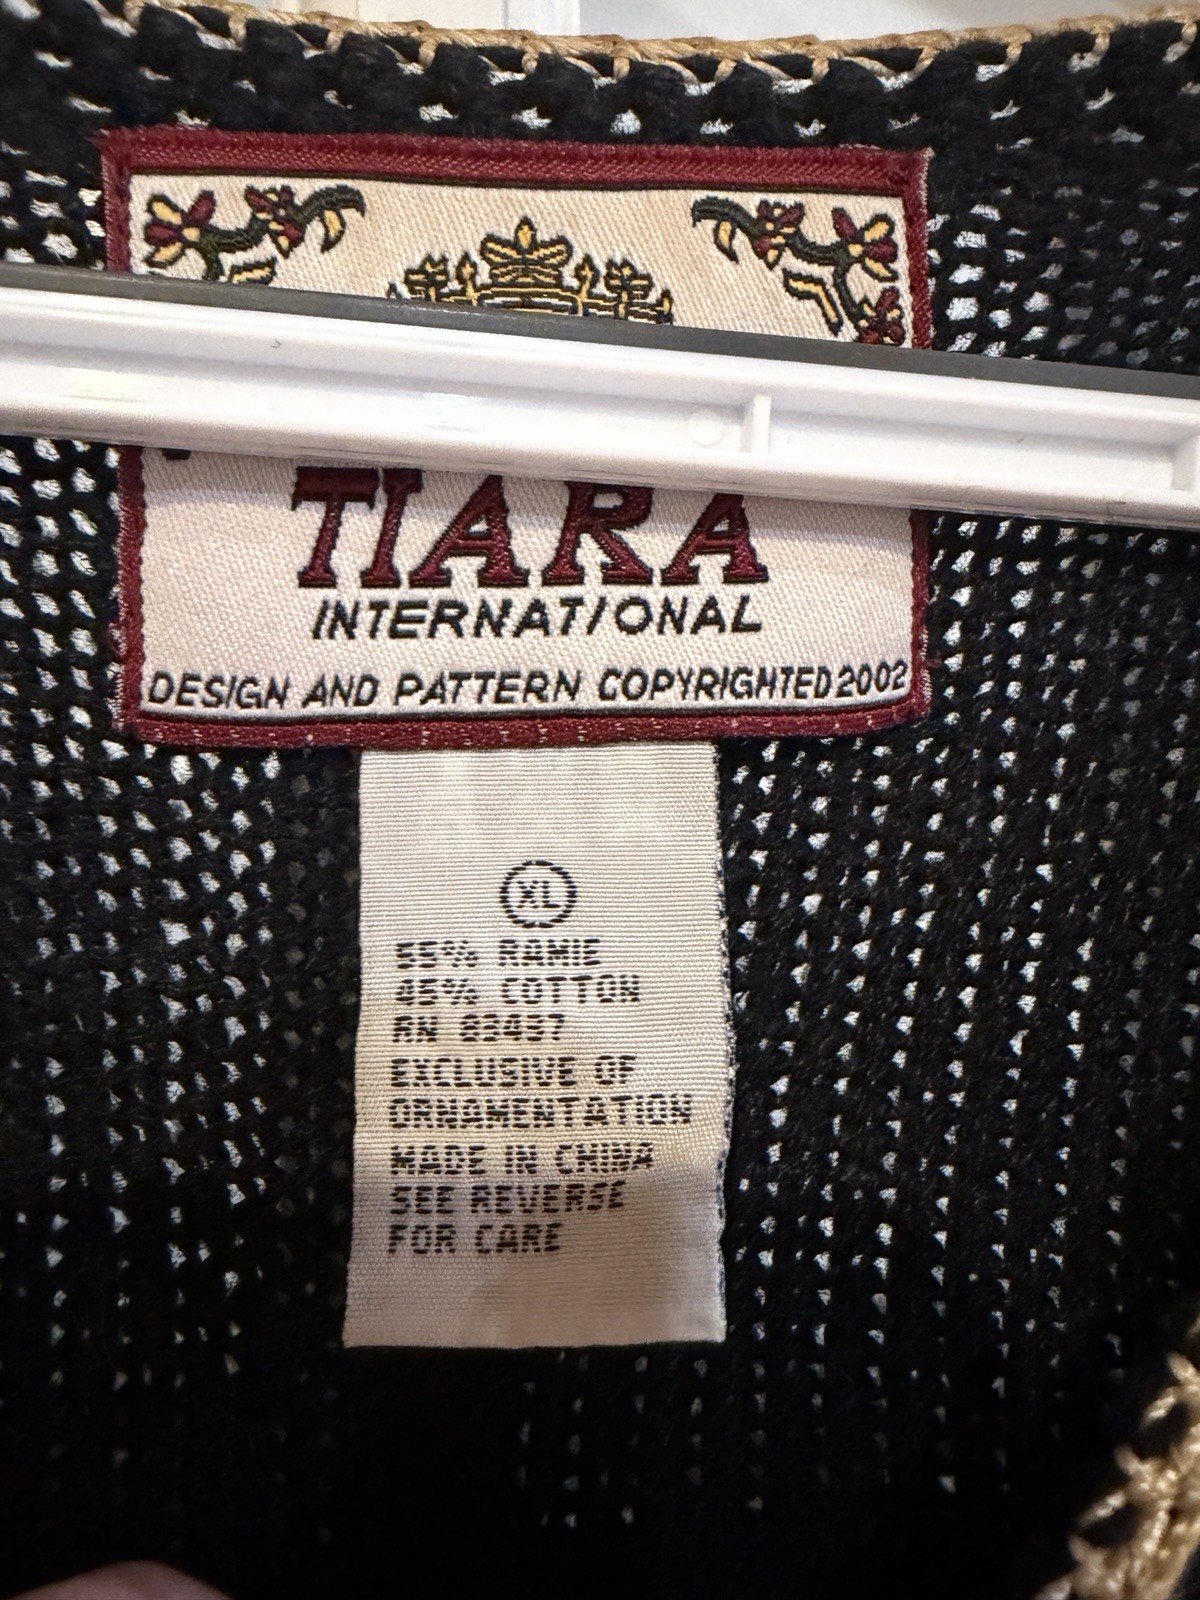 TIARA
INTERNATIONAL
DESIGN AND PATTERN COPYRIGHTED 2002
XL
55% RAMIE
45% COTTON
RN 83437
EXCLUSIVE OF
ORNAMENTATION
MADE IN CHINA
SEE REVERSE
FOR CARE